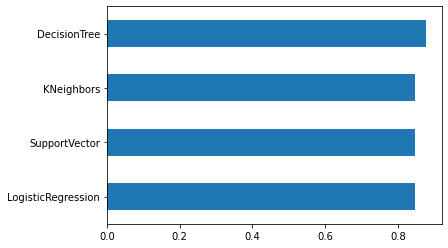 DecisionTree
KNeighbors
SupportVector
LogisticRegression
0.0 0.2 0.4 0.6 0.8